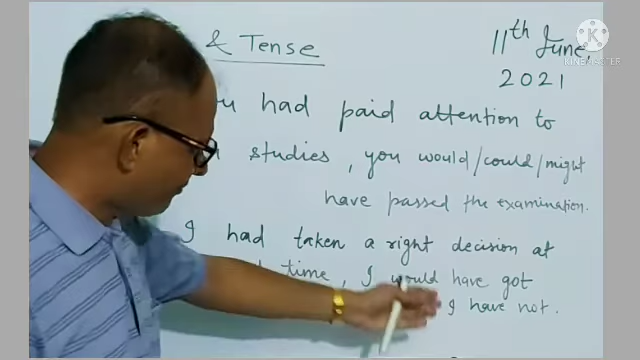 & Tense
11th June,
2021
KINEMASTER
had paid attention to
studies, you would/could/might
have passed the examination.
I had taken a right decision at
time, I would have got
I have not.